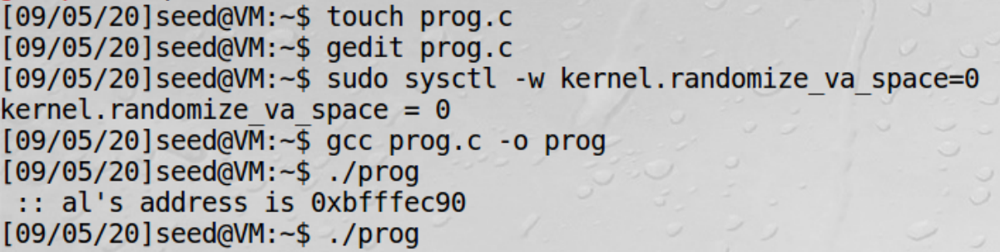 [09/05/20]seed@VM:~$ touch prog.c
[09/05/20]seed@VM:~$ gedit prog.c
[09/05/20]seed@VM:~$ sudo sysctl -w kernel.randomize_va_space=0
kernel.randomize_va_space = 0
[09/05/20]seed@VM:~$ gcc prog.c -o prog
[09/05/20]seed@VM:~$ ./prog
 :: al's address is 0xbfffec90
[09/05/20]seed@VM:~$ ./prog